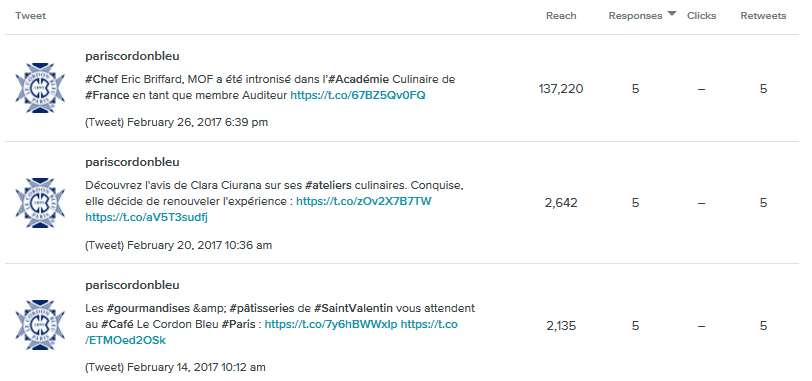 Tweet Reach Responses Clicks Retweets
pariscordonbleu
#Chef Eric Briffard, MOF a été intronisé dans l'#Académie Culinaire de
#France en tant que membre Auditeur https://t.co/67BZ5Qv0FQ
137,220 5 – 5
(Tweet) February 26, 2017 6:39 pm
pariscordonbleu
Découvrez l'avis de Clara Ciurana sur ses #ateliers culinaires. Conquise,
elle décide de renouveler l'expérience : https://t.co/zOv2X7B7TW
https://t.co/aV5T3sudfj
2,642 5 – 5
(Tweet) February 20, 2017 10:36 am
pariscordonbleu
Les #gourmandises &amp; #pâtisseries de #SaintValentin vous attendent
au #Café Le Cordon Bleu #Paris : https://t.co/7y6hBWWxlp https://t.co
/ETMOed2OSk
2,135 5 – 5
(Tweet) February 14, 2017 10:12 am